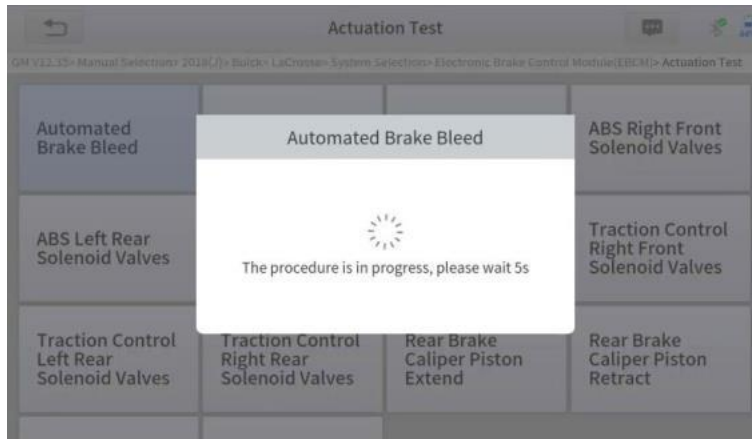 Actuation Test
GM V12.35> Manual Selection> 2018(J)> Buick> LaCrosse> System Selection> Electronic Brake Control Module(EBCM)> Actuation Test
Automated
Brake Bleed
ABS Right Front
Solenoid Valves
Automated Brake Bleed
The procedure is in progress, please wait 5s
ABS Left Rear
Solenoid Valves
Traction Control
Right Front
Solenoid Valves
Traction Control
Left Rear
Solenoid Valves
Traction Control
Right Rear
Solenoid Valves
Rear Brake
Caliper Piston
Extend
Rear Brake
Caliper Piston
Retract